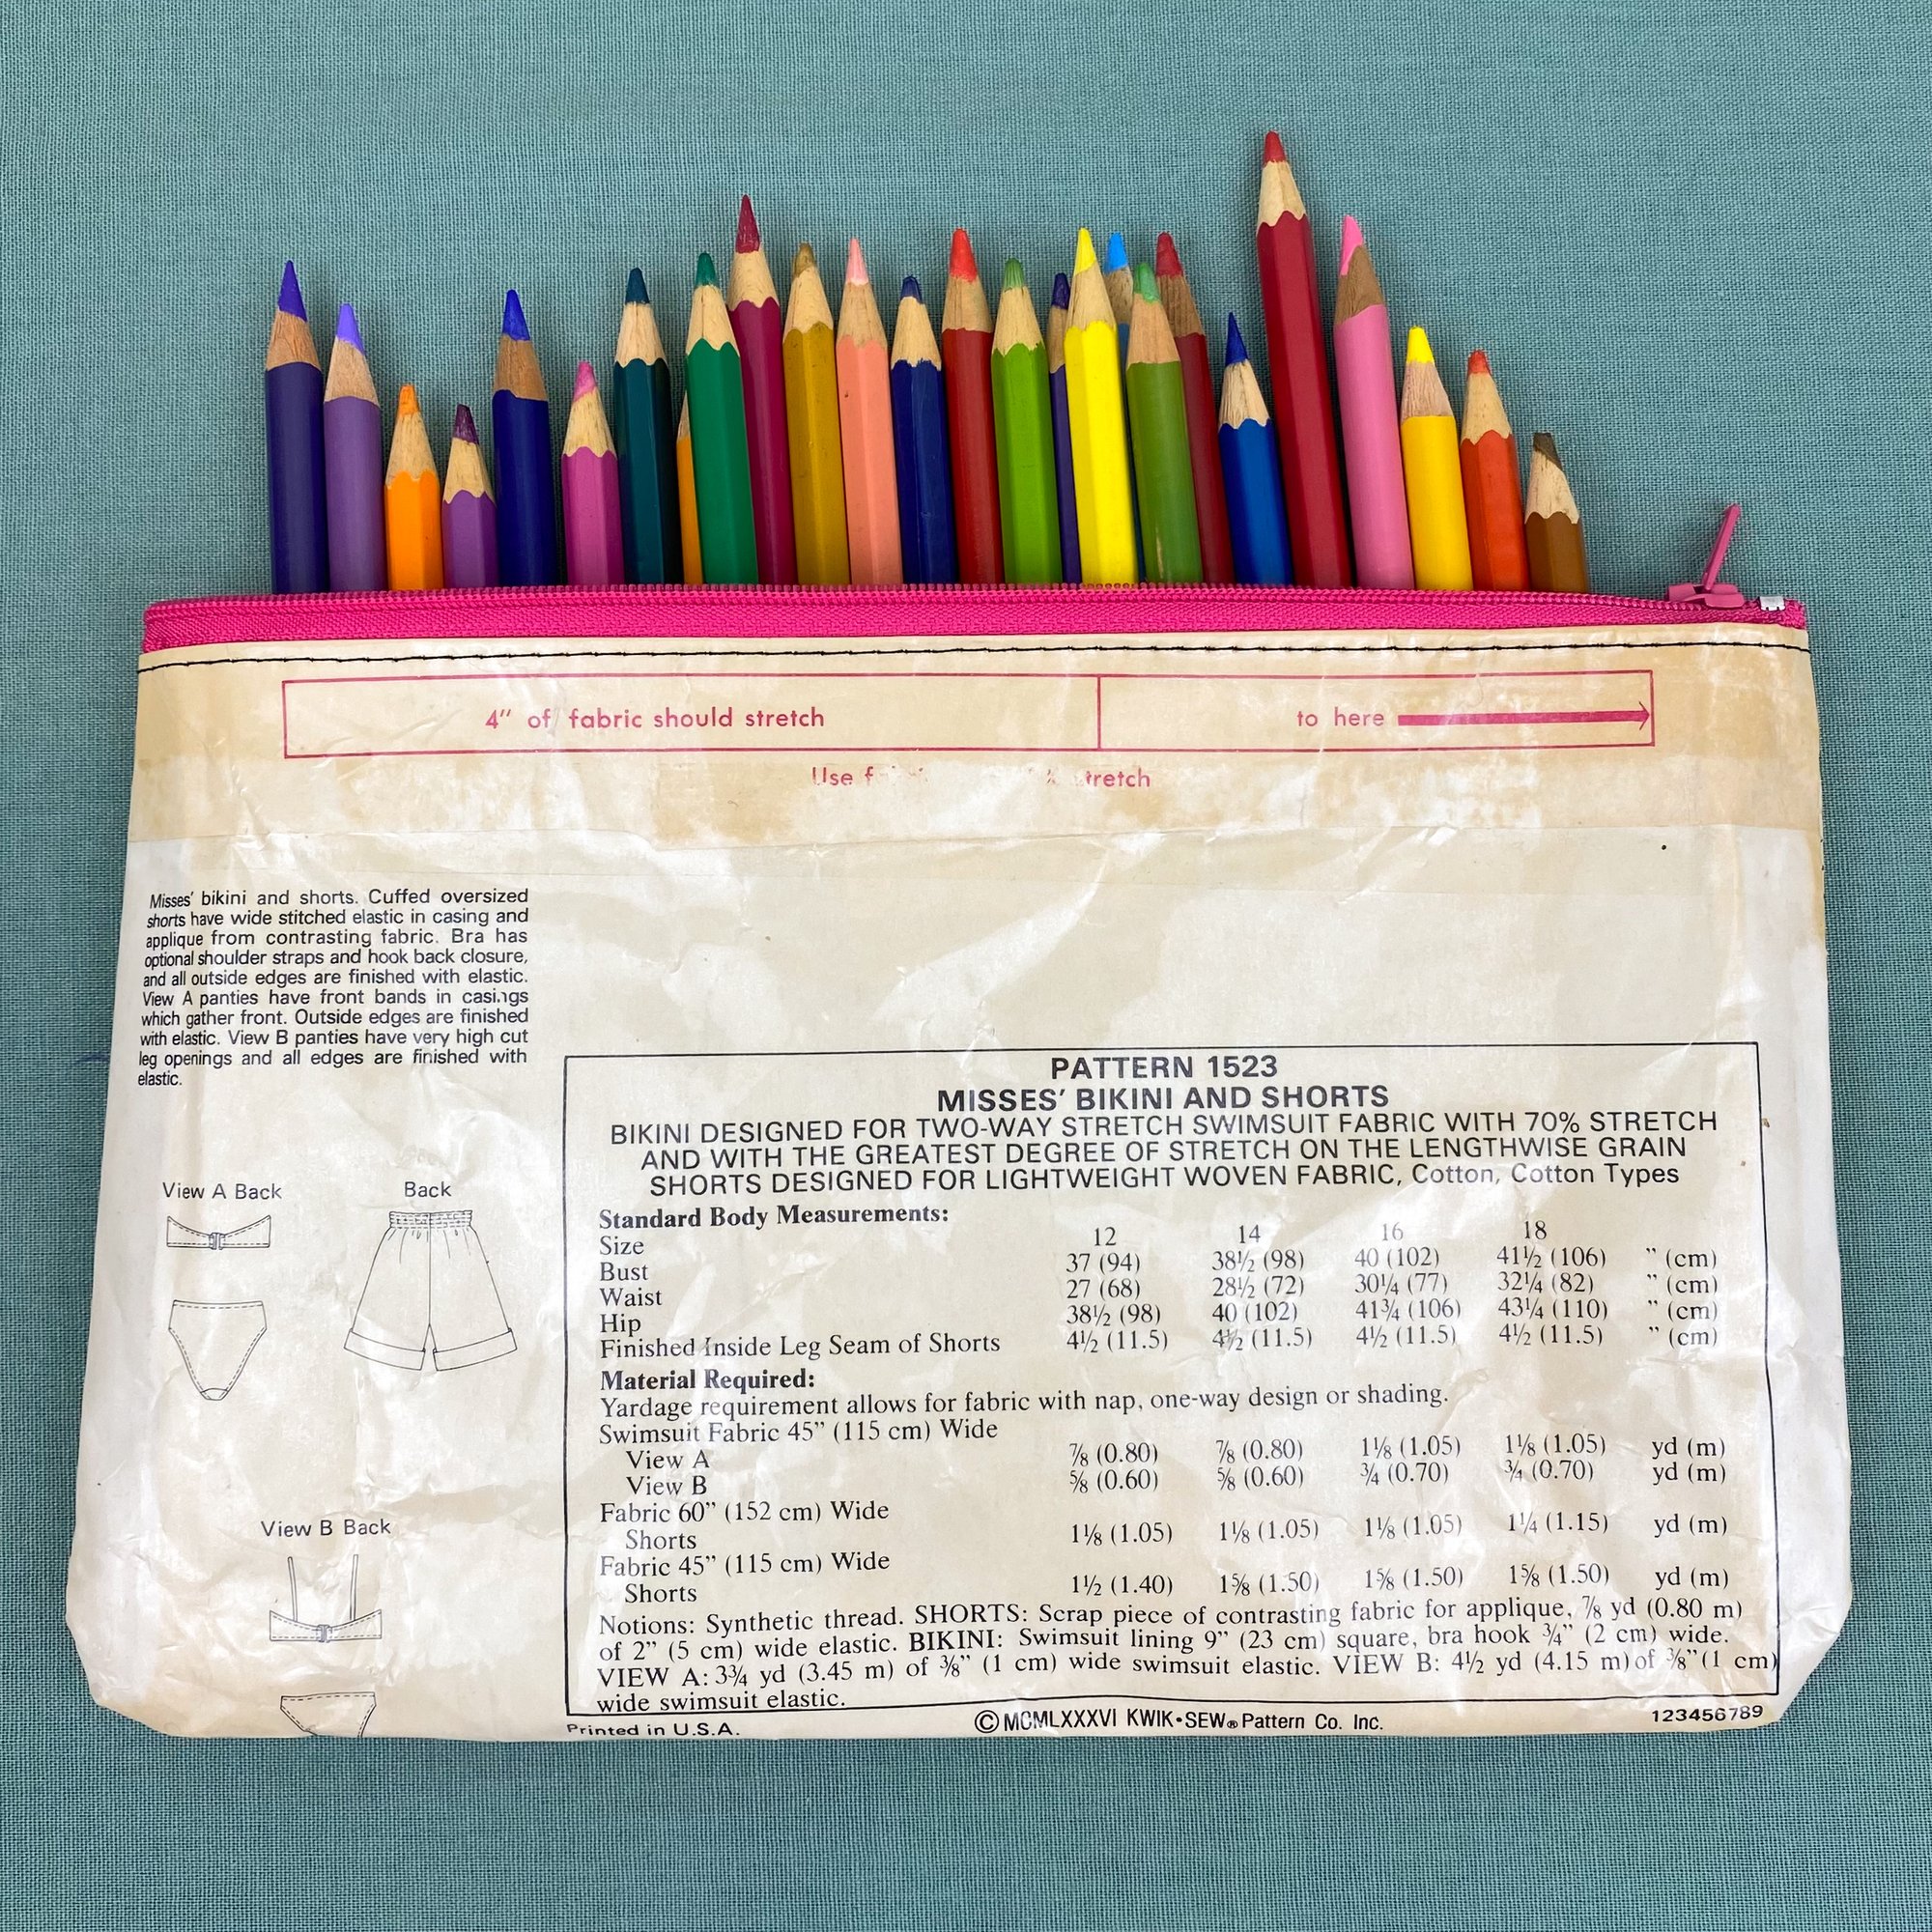 4" of fabric should stretch
to here
Use stretch
Misses' bikini and shorts. Cuffed oversized
shorts have wide stitched elastic in casing and
applique from contrasting fabric. Bra has
optional shoulder straps and hook back closure,
and all outside edges are finished with elastic.
View A panties have front bands in casings
which gather front. Outside edges are finished
with elastic. View B panties have very high cut
leg openings and all edges are finished with
elastic.
View A Back
Back
View B Back
PATTERN 1523
MISSES' BIKINI AND SHORTS
BIKINI DESIGNED FOR TWO-WAY STRETCH SWIMSUIT FABRIC WITH 70% STRETCH
AND WITH THE GREATEST DEGREE OF STRETCH ON THE LENGTHWISE GRAIN
SHORTS DESIGNED FOR LIGHTWEIGHT WOVEN FABRIC, Cotton, Cotton Types
Standard Body Measurements:
Size 12 14 16 18
Bust 37 (94) 38½ (98) 40 (102) 41½ (106) " (cm)
Waist 27 (68) 28½ (72) 30¼ (77) 32¼ (82) " (cm)
Hip 38½ (98) 40 (102) 41¾ (106) 43¼ (110) " (cm)
Finished Inside Leg Seam of Shorts 4½ (11.5) 4½ (11.5) 4½ (11.5) 4½ (11.5) " (cm)
Material Required:
Yardage requirement allows for fabric with nap, one-way design or shading.
Swimsuit Fabric 45" (115 cm) Wide
View A ⅞ (0.80) ⅞ (0.80) 1⅛ (1.05) 1⅛ (1.05) yd (m)
View B ⅝ (0.60) ⅝ (0.60) ¾ (0.70) ¾ (0.70) yd (m)
Fabric 60" (152 cm) Wide
Shorts 1⅛ (1.05) 1⅛ (1.05) 1⅛ (1.05) 1¼ (1.15) yd (m)
Fabric 45" (115 cm) Wide
Shorts 1½ (1.40) 1⅝ (1.50) 1⅝ (1.50) 1⅝ (1.50) yd (m)
Notions: Synthetic thread. SHORTS: Scrap piece of contrasting fabric for applique, ⅞ yd (0.80 m)
of 2" (5 cm) wide elastic. BIKINI: Swimsuit lining 9" (23 cm) square, bra hook ¾" (2 cm) wide.
VIEW A: 3¾ yd (3.45 m) of ⅜" (1 cm) wide swimsuit elastic. VIEW B: 4½ yd (4.15 m) of ⅜" (1 cm)
wide swimsuit elastic.
Printed in U.S.A.
© MCMLXXXVI KWIK•SEW® Pattern Co. Inc.
123456789